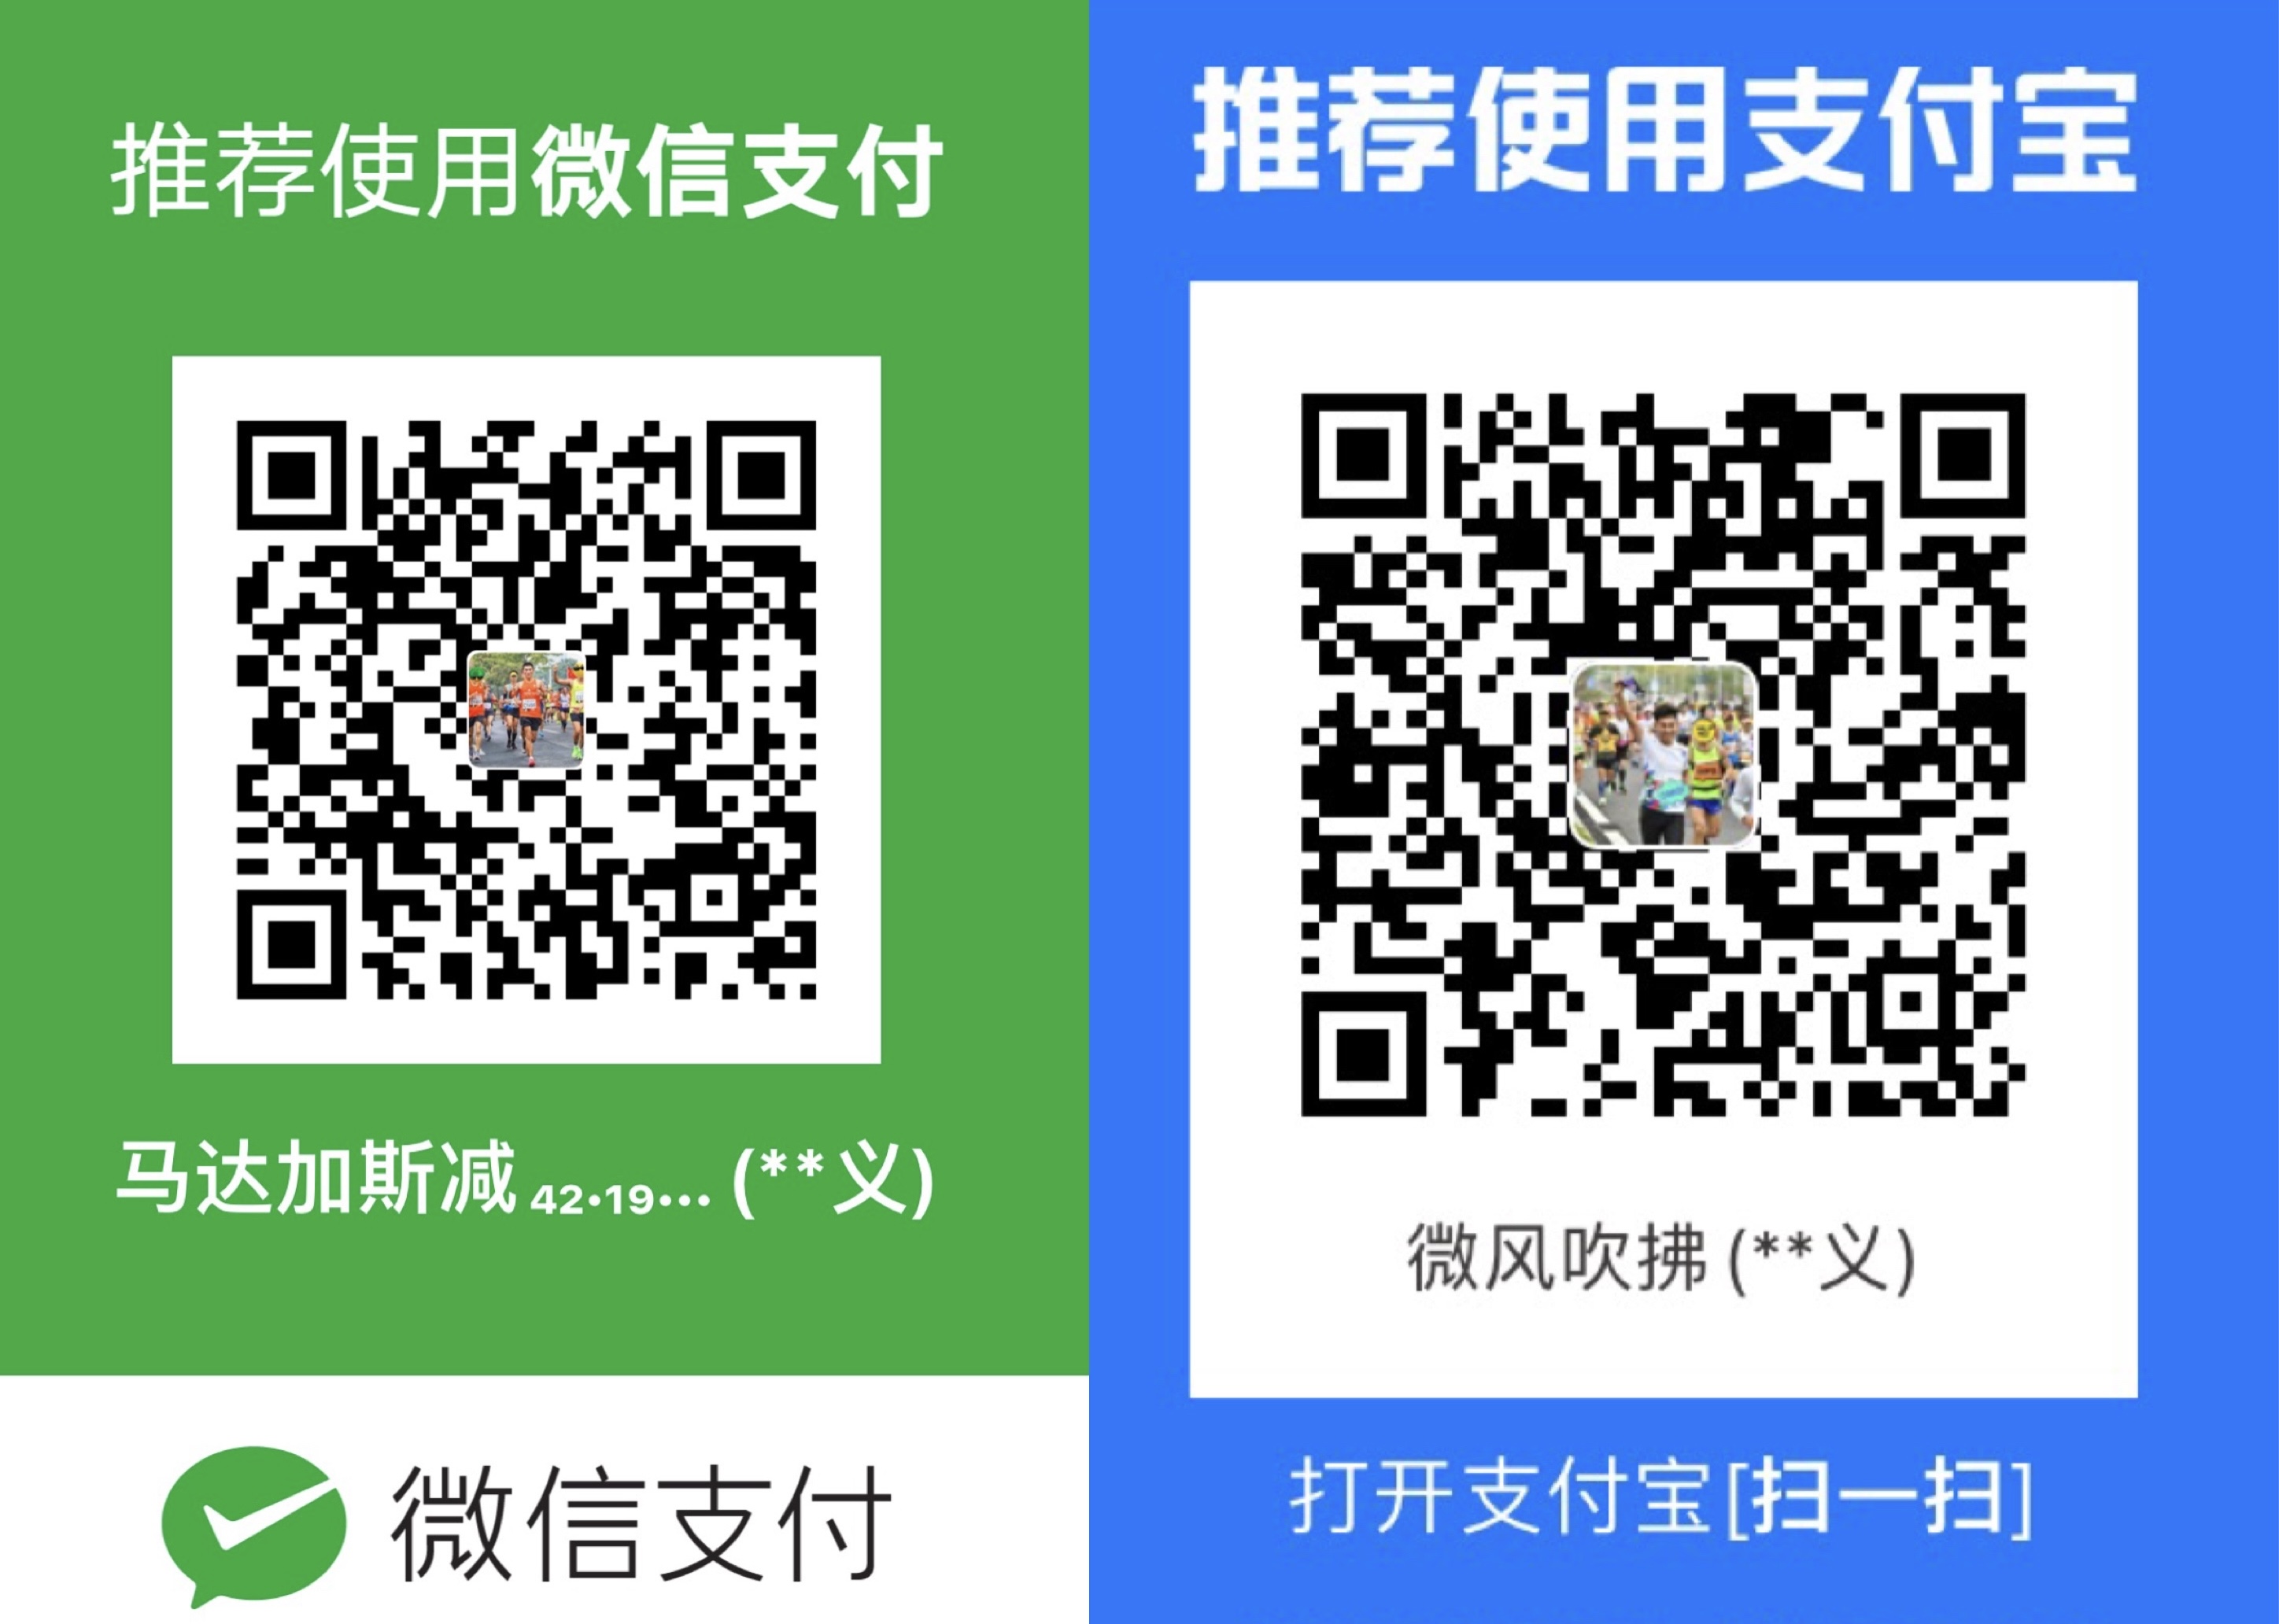 推荐使用微信支付
马达加斯减 42•19••• (**义)
微信支付
推荐使用支付宝
微风吹拂 (**义)
打开支付宝[扫一扫]